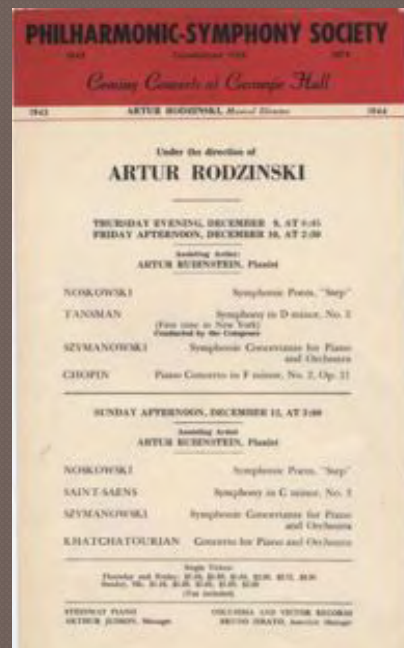 PHILHARMONIC-SYMPHONY SOCIETY
Coming Concerts at Carnegie Hall
1943 ARTUR RODZINSKI, Musical Director 1944
Under the direction of
ARTUR RODZINSKI
THURSDAY EVENING, DECEMBER 9, AT 8:45
FRIDAY AFTERNOON, DECEMBER 10, AT 2:30
Assisting Artist:
ARTUR RUBINSTEIN, Pianist
NOSKOWSKI Symphonic Poem, "Step"
TANSMAN Symphony in D minor, No.
(First time in New York)
Conducted by the Composer
SZYMANOWSKI Symphonic Concertante for Piano
and Orchestra
CHOPIN Piano Concerto in F minor, No. 2, Op. 21
SUNDAY AFTERNOON, DECEMBER 12, AT 3:00
Assisting Artist
ARTUR RUBINSTEIN, Pianist
NOSKOWSKI Symphonic Poem, "Step"
SAINT-SAENS Symphony in C minor, No. 3
SZYMANOWSKI Symphonic Concertante for Piano
and Orchestra
KHATCHATOURIAN Concerto for Piano and Orchestra
Single Tickets
Thursday and Friday:
(Tax included)
STEINWAY PIANO COLUMBIA AND VICTOR RECORDS
ARTHUR JUDSON, Manager BRUNO ZIRATO, Associate Manager